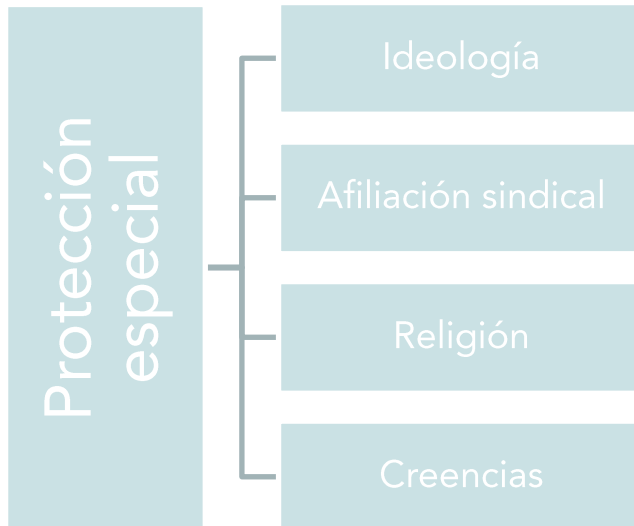 Protección
especial
Ideología
Afiliación sindical
Religión
Creencias